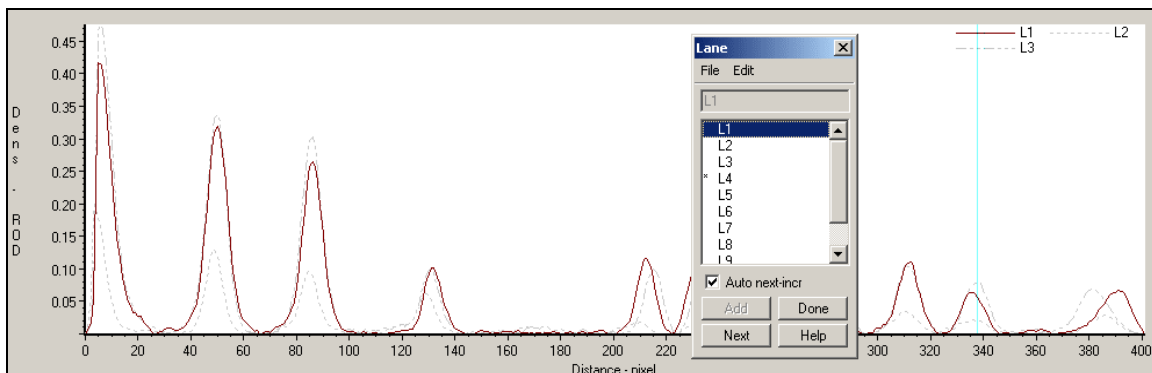 L1 L2
L3
0.45
0.40
0.35
0.30
0.25
0.20
0.15
0.10
0.05
Dens - ROD
Lane
File Edit
L1
L1
L2
L3
* L4
L5
L6
L7
L8
L9
Auto next-incr
Add Done
Next Help
0 20 40 60 80 100 120 140 160 180 200 220 300 320 340 360 380 400
Distance - pixel